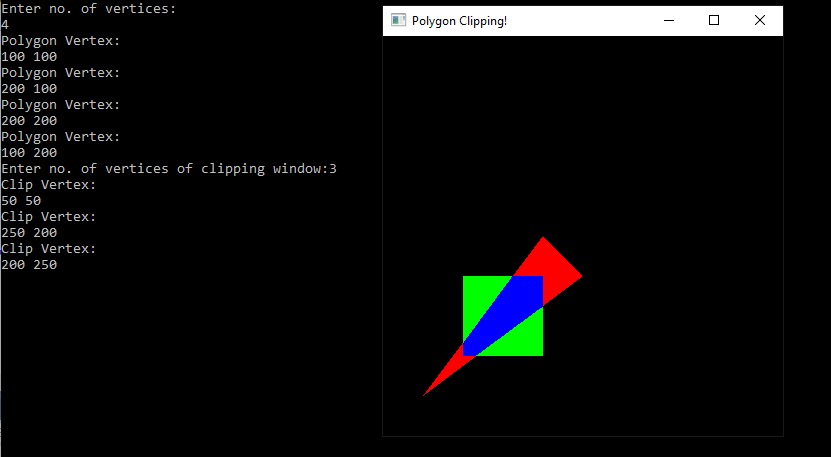 Enter no. of vertices:
4
Polygon Vertex:
100 100
Polygon Vertex:
200 100
Polygon Vertex:
200 200
Polygon Vertex:
100 200
Enter no. of vertices of clipping window:3
Clip Vertex:
50 50
Clip Vertex:
250 200
Clip Vertex:
200 250
Polygon Clipping!